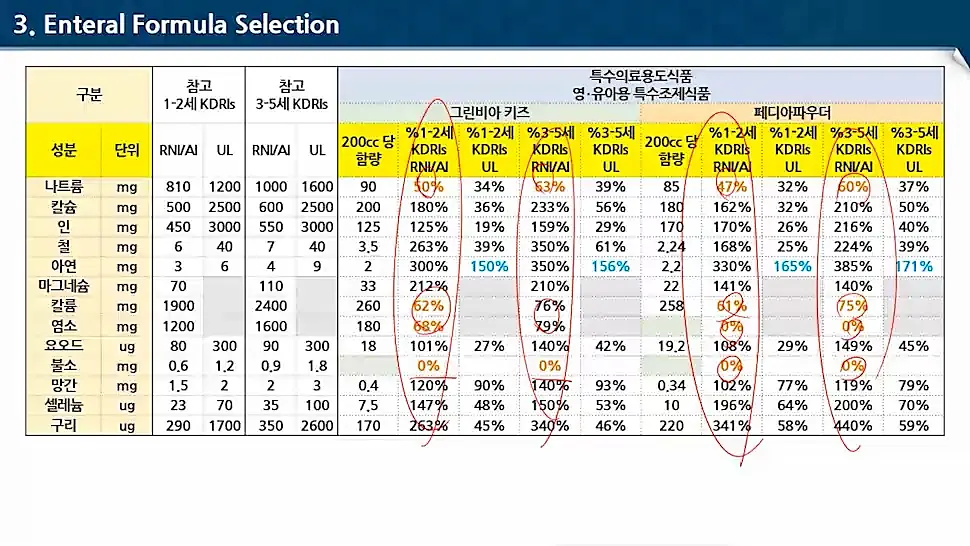 3. Enteral Formula Selection
구분 참고 1-2세 KDRIs 참고 3-5세 KDRIs 특수의료용도식품
영·유아용 특수조제식품
그린비아 키즈 페디아파우더
성분 단위 RNI/AI UL RNI/AI UL 200cc 당 함량 %1-2세 KDRIs RNI/AI %1-2세 KDRIs UL %3-5세 KDRIs RNI/AI %3-5세 KDRIs UL 200cc 당 함량 %1-2세 KDRIs RNI/AI %1-2세 KDRIs UL %3-5세 KDRIs RNI/AI %3-5세 KDRIs UL
나트륨 mg 810 1200 1000 1600 90 50% 34% 63% 39% 85 47% 32% 60% 37%
칼슘 mg 500 2500 600 2500 200 180% 36% 233% 56% 180 162% 32% 210% 50%
인 mg 450 3000 550 3000 125 125% 19% 159% 29% 170 170% 26% 216% 40%
철 mg 6 40 7 40 3.5 263% 39% 350% 61% 2.24 168% 25% 224% 39%
아연 mg 3 6 4 9 2 300% 150% 350% 156% 2.2 330% 165% 385% 171%
마그네슘 mg 70 110 33 212% 210% 22 141% 140%
칼륨 mg 1900 2400 260 62% 76% 258 61% 75%
염소 mg 1200 1600 180 68% 79% 0% 0%
요오드 ug 80 300 90 300 18 101% 27% 140% 42% 19.2 108% 29% 149% 45%
불소 mg 0.6 1.2 0.9 1.8 0% 0% 0% 0%
망간 mg 1.5 2 2 3 0.4 120% 90% 140% 93% 0.34 102% 77% 119% 79%
셀레늄 ug 23 70 35 100 7.5 147% 48% 150% 53% 10 196% 64% 200% 70%
구리 ug 290 1700 350 2600 170 263% 45% 340% 46% 220 341% 58% 440% 59%